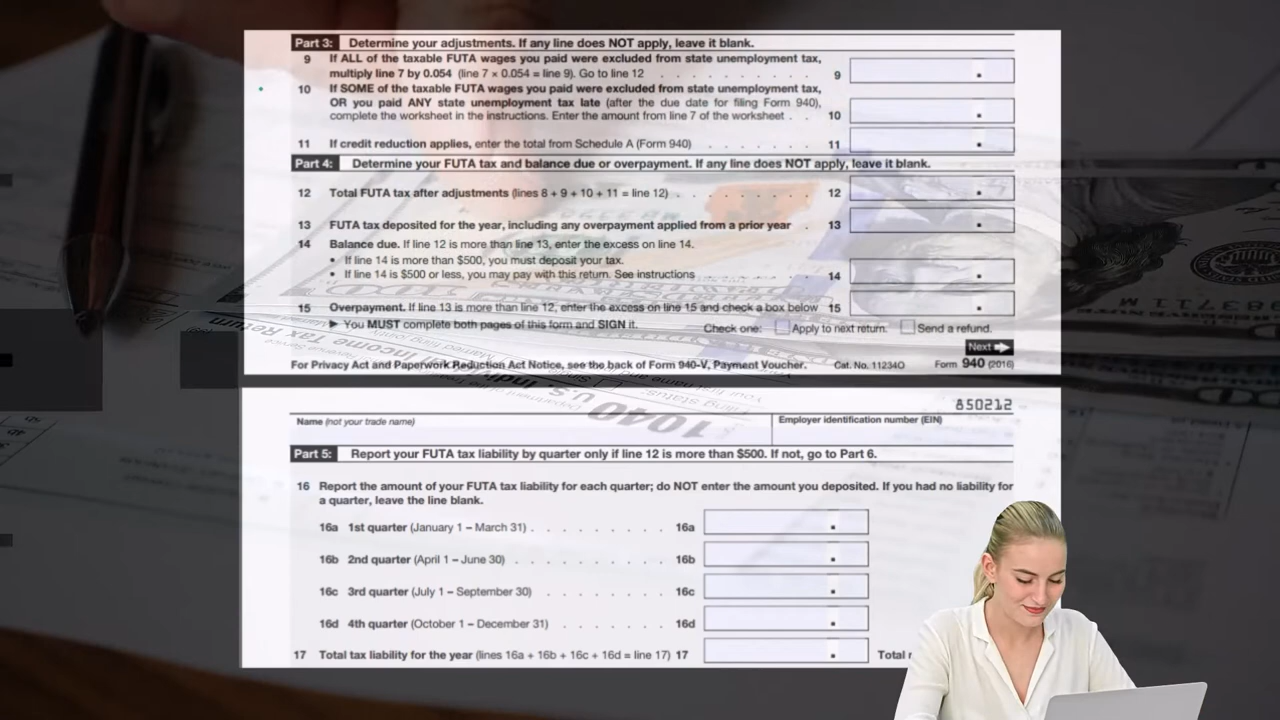 Part 3: Determine your adjustments. If any line does NOT apply, leave it blank.
9 If ALL of the taxable FUTA wages you paid were excluded from state unemployment tax,
multiply line 7 by 0.054 (line 7 × 0.054 = line 9). Go to line 12 . . . . . . . . . . 9 .
10 If SOME of the taxable FUTA wages you paid were excluded from state unemployment tax,
OR you paid ANY state unemployment tax late (after the due date for filing Form 940),
complete the worksheet in the instructions. Enter the amount from line 7 of the worksheet . . 10 .
11 If credit reduction applies, enter the total from Schedule A (Form 940) . . . . . . . 11 .
Part 4: Determine your FUTA tax and balance due or overpayment. If any line does NOT apply, leave it blank.
12 Total FUTA tax after adjustments (lines 8 + 9 + 10 + 11 = line 12) . . . . . . . . 12 .
13 FUTA tax deposited for the year, including any overpayment applied from a prior year . 13 .
14 Balance due. If line 12 is more than line 13, enter the excess on line 14.
• If line 14 is more than $500, you must deposit your tax.
• If line 14 is $500 or less, you may pay with this return. See instructions . . . . . . . 14 .
15 Overpayment. If line 13 is more than line 12, enter the excess on line 15 and check a box below 15 .
▶ You MUST complete both pages of this form and SIGN it. Check one: Apply to next return. Send a refund.
Next ➡
For Privacy Act and Paperwork Reduction Act Notice, see the back of Form 940-V, Payment Voucher. Cat. No. 11234O Form 940 (2016)
1040 U.S. Indiv
Department
Filing status:
Income Tax
Tax Return
850212
Name (not your trade name) Employer identification number (EIN)
Part 5: Report your FUTA tax liability by quarter only if line 12 is more than $500. If not, go to Part 6.
16 Report the amount of your FUTA tax liability for each quarter; do NOT enter the amount you deposited. If you had no liability for
a quarter, leave the line blank.
16a 1st quarter (January 1 – March 31) . . . . . . . . . 16a .
16b 2nd quarter (April 1 – June 30) . . . . . . . . . . 16b .
16c 3rd quarter (July 1 – September 30) . . . . . . . . 16c .
16d 4th quarter (October 1 – December 31) . . . . . . . 16d .
17 Total tax liability for the year (lines 16a + 16b + 16c + 16d = line 17) 17 . Total